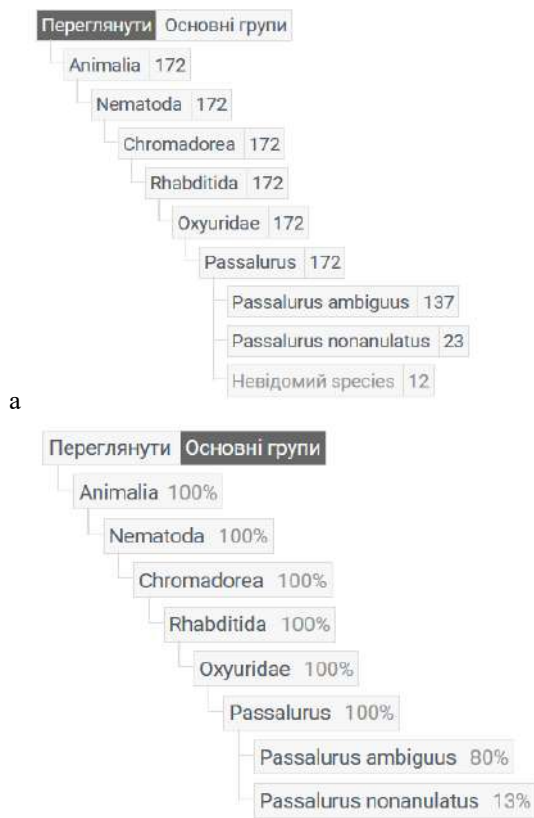 Переглянути Основні групи
Animalia 172
Nematoda 172
Chromadorea 172
Rhabditida 172
Oxyuridae 172
Passalurus 172
Passalurus ambiguus 137
Passalurus nonanulatus 23
Невідомий species 12
а
Переглянути Основні групи
Animalia 100%
Nematoda 100%
Chromadorea 100%
Rhabditida 100%
Oxyuridae 100%
Passalurus 100%
Passalurus ambiguus 80%
Passalurus nonanulatus 13%